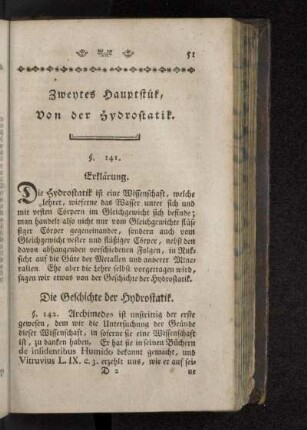 51
Zweytes Hauptstük,
Von der Hydrostatik.
§. 141.
Erklärung.
Die Hydrostatik ist eine Wissenschaft, welche
lehret, wieferne das Wasser unter sich und
mit vesten Cörpern im Gleichgewicht sich befinde;
man handelt also nicht nur vom Gleichgewichte flüs-
siger Cörper gegeneinander, sondern auch vom
Gleichgewicht vester und flüßiger Cörper, nebst den
davon abhangenden verschiedenen Folgen, in Rük-
sicht auf die Güte der Metallen und anderer Mine-
ralien. Ehe aber die Lehre selbst vorgetragen wird,
sagen wir etwas von der Geschichte der Hydrostatik.
Die Geschichte der Hydrostatik.
§. 142. Archimedes ist unstreitig der erste
gewesen, dem wir die Untersuchung der Gründe
dieser Wissenschaft, in soferne sie eine Wissenschaft
ist, zu danken haben. Er hat sie in seinen Büchern
de insidentibus Humido bekannt gemacht, und
Vitruvius L. IX. c. 3. erzehlt uns, wie er auf sei-
D 2
ne